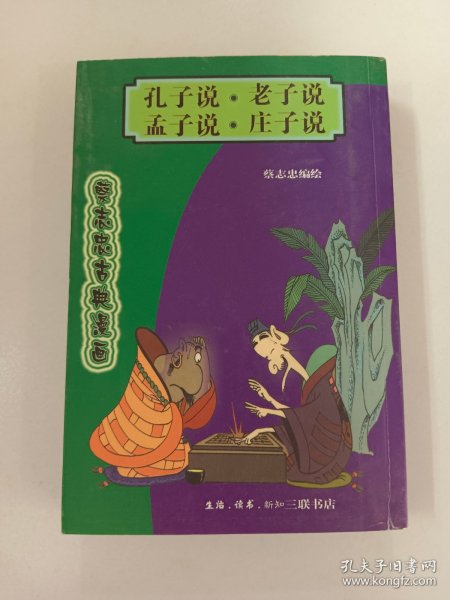 孔子说·老子说
孟子说·庄子说
蔡志忠编绘
蔡志忠古典漫画
生活·读书·新知三联书店
孔夫子旧书网
www.kongfz.com